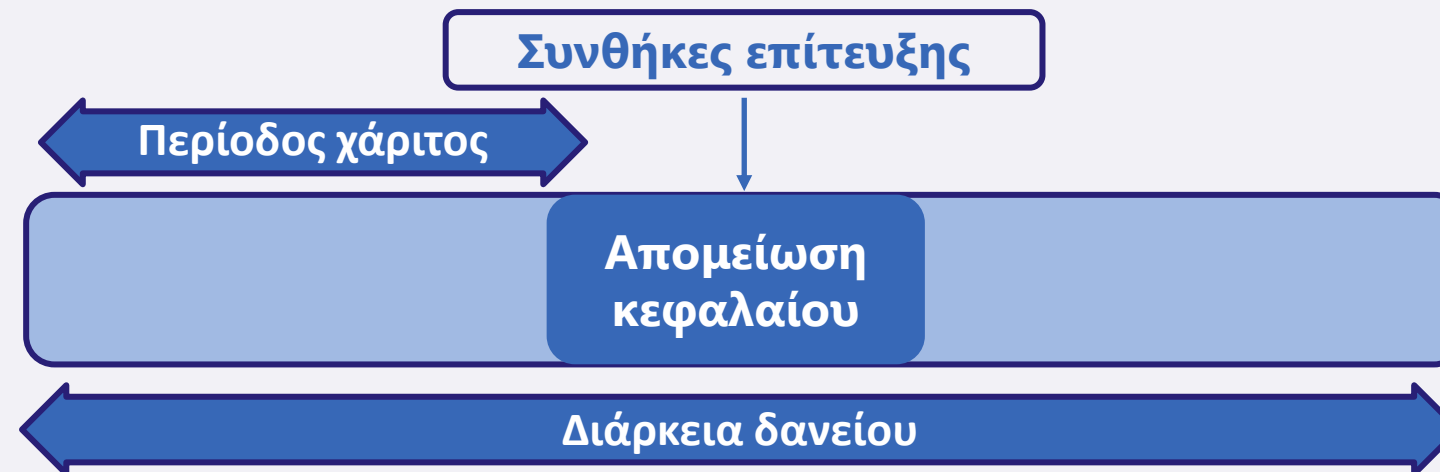 Συνθήκες επίτευξης
Περίοδος χάριτος
Απομείωση
κεφαλαίου
Διάρκεια δανείου